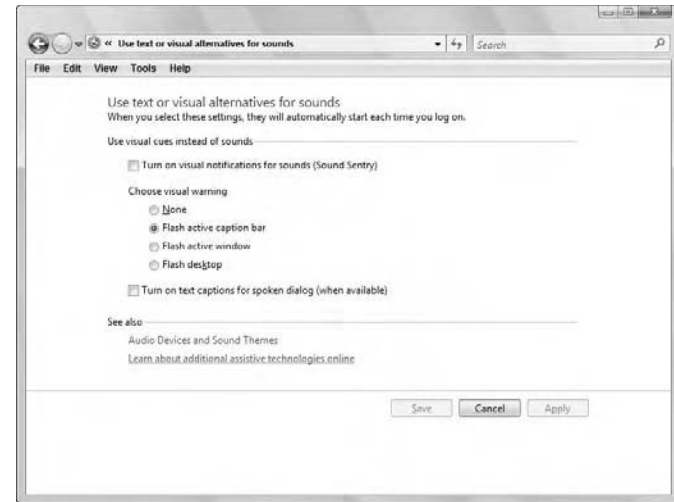 « Use text or visual alternatives for sounds
Search
File Edit View Tools Help
Use text or visual alternatives for sounds
When you select these settings, they will automatically start each time you log on.
Use visual cues instead of sounds
Turn on visual notifications for sounds (Sound Sentry)
Choose visual warning
None
Flash active caption bar
Flash active window
Flash desktop
Turn on text captions for spoken dialog (when available)
See also
Audio Devices and Sound Themes
Learn about additional assistive technologies online
Save Cancel Apply